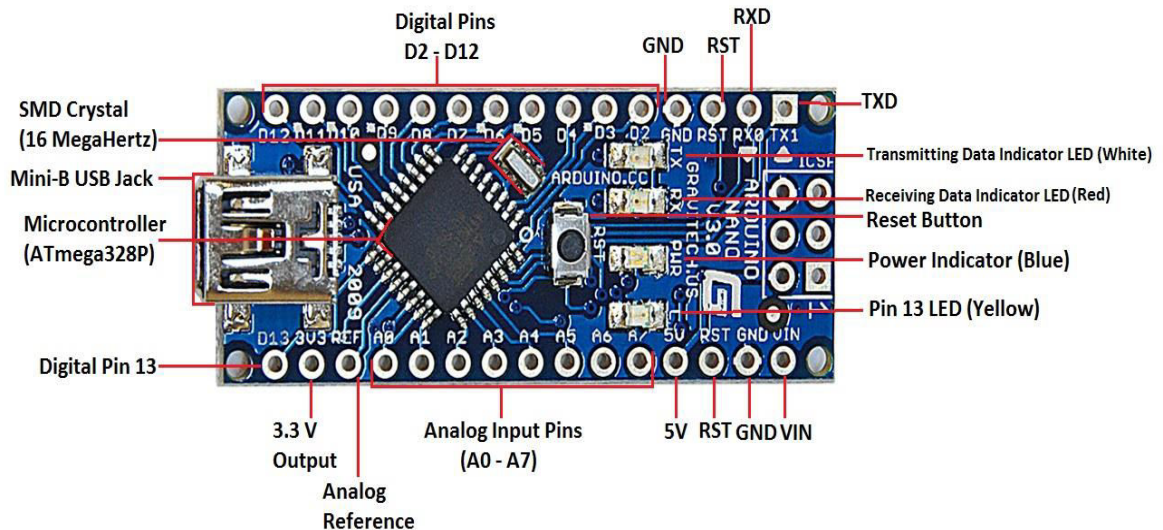 Digital Pins
D2 - D12
GND
RST
RXD
TXD
SMD Crystal
(16 MegaHertz)
Mini-B USB Jack
Microcontroller
(ATmega328P)
Digital Pin 13
3.3 V
Output
Analog
Reference
Analog Input Pins
(A0 - A7)
5V
RST
GND
VIN
Transmitting Data Indicator LED (White)
Receiving Data Indicator LED (Red)
Reset Button
Power Indicator (Blue)
Pin 13 LED (Yellow)
D12 D11 D10 D9 D8 D7 D6 D5 D4 D3 D2 GND RST RX0 TX1
ICSP
TX
RX
PWR
L
ARDUINO.CC
GRAVITECH.US
ARDUINO
NANO
V3.0
RST
USA
2009
1
D13 3V3 REF A0 A1 A2 A3 A4 A5 A6 A7 5V RST GND VIN